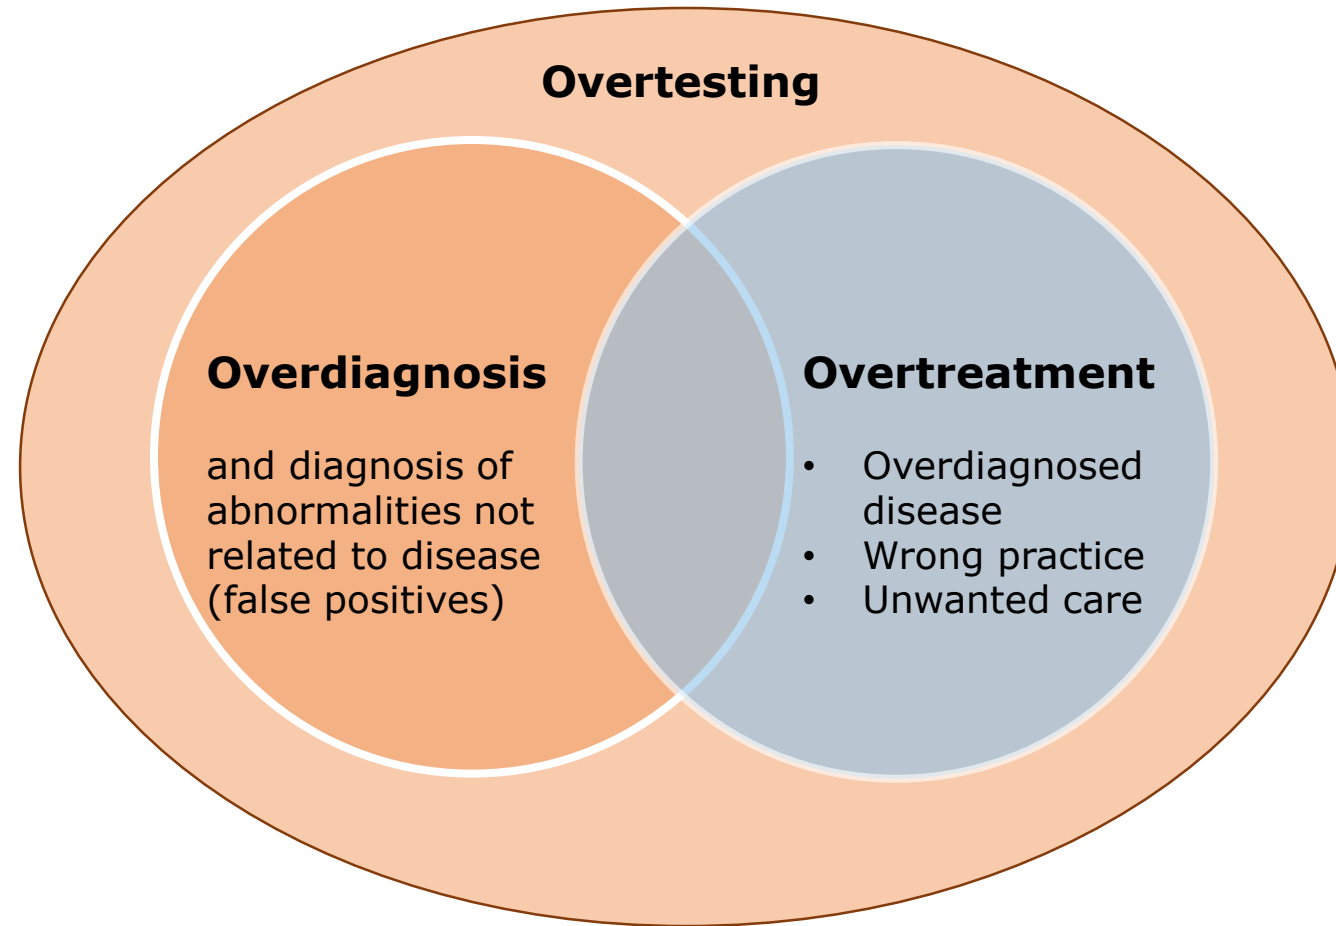 Overtesting
Overdiagnosis
and diagnosis of
abnormalities not
related to disease
(false positives)
Overtreatment
• Overdiagnosed
disease
• Wrong practice
• Unwanted care